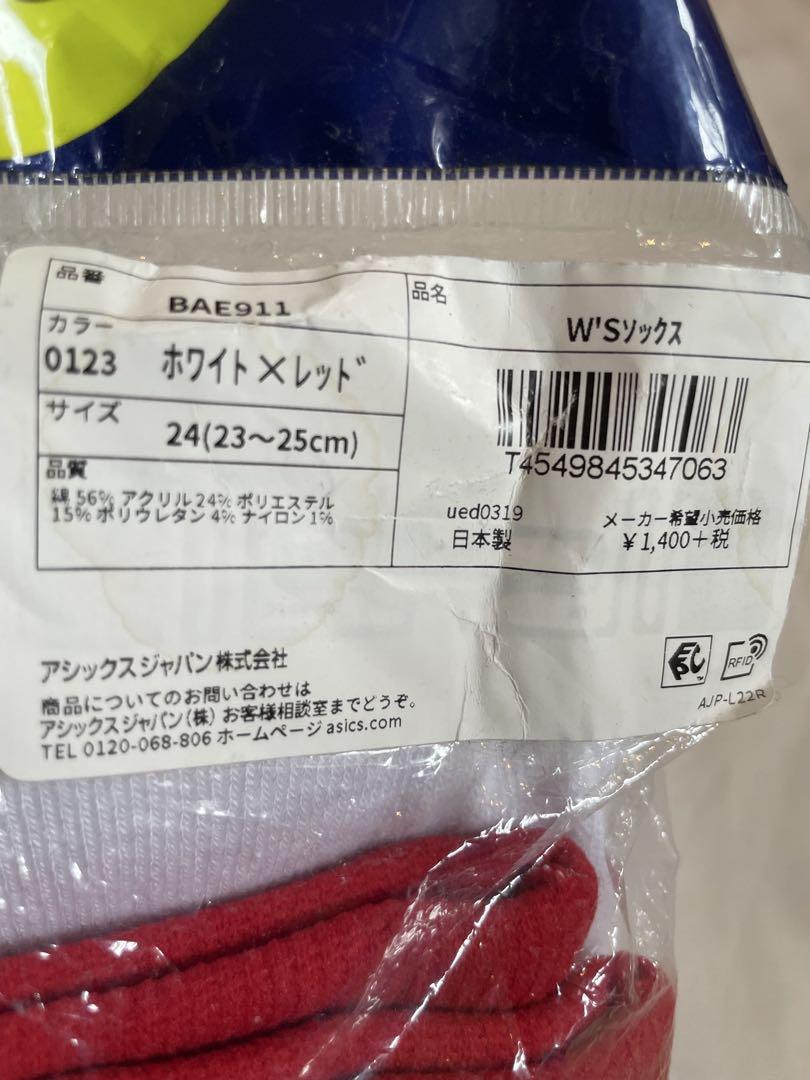 品番
BAE911
カラー
0123 ホワイト×レッド
サイズ
24(23〜25cm)
品質
綿 56% アクリル 24% ポリエステル
15% ポリウレタン 4% ナイロン 1%
品名
W'Sソックス
T4549845347063
ued0319
日本製
メーカー希望小売価格
¥1,400+税
アシックスジャパン株式会社
商品についてのお問い合わせは
アシックスジャパン(株) お客様相談室までどうぞ。
TEL 0120-068-806 ホームページ asics.com
EPC
RFID
AJP-L22R